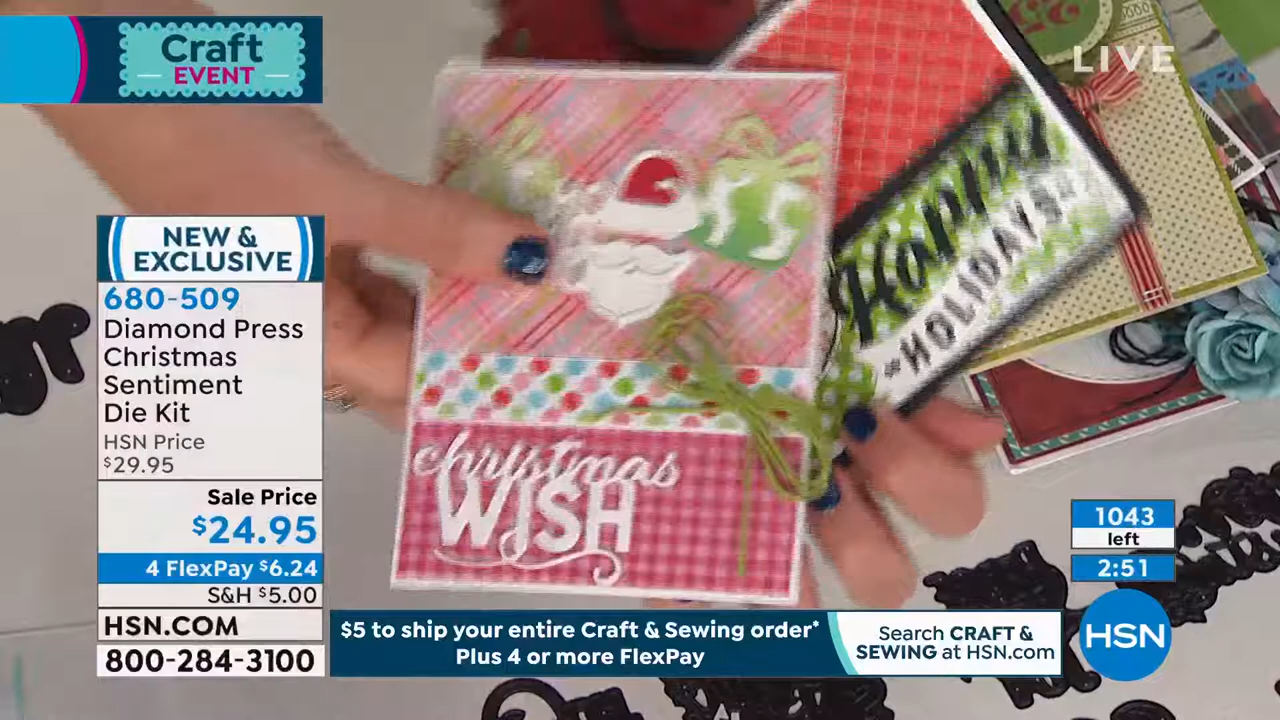 Craft
EVENT
LIVE
NEW &
EXCLUSIVE
680-509
Diamond Press
Christmas
Sentiment
Die Kit
HSN Price
$29.95
Sale Price
$24.95
4 FlexPay $6.24
S&H $5.00
HSN.COM
800-284-3100
christmas
WISH
Happy
HOLIDAYS
1043
left
2:51
$5 to ship your entire Craft & Sewing order*
Plus 4 or more FlexPay
Search CRAFT &
SEWING at HSN.com
HSN